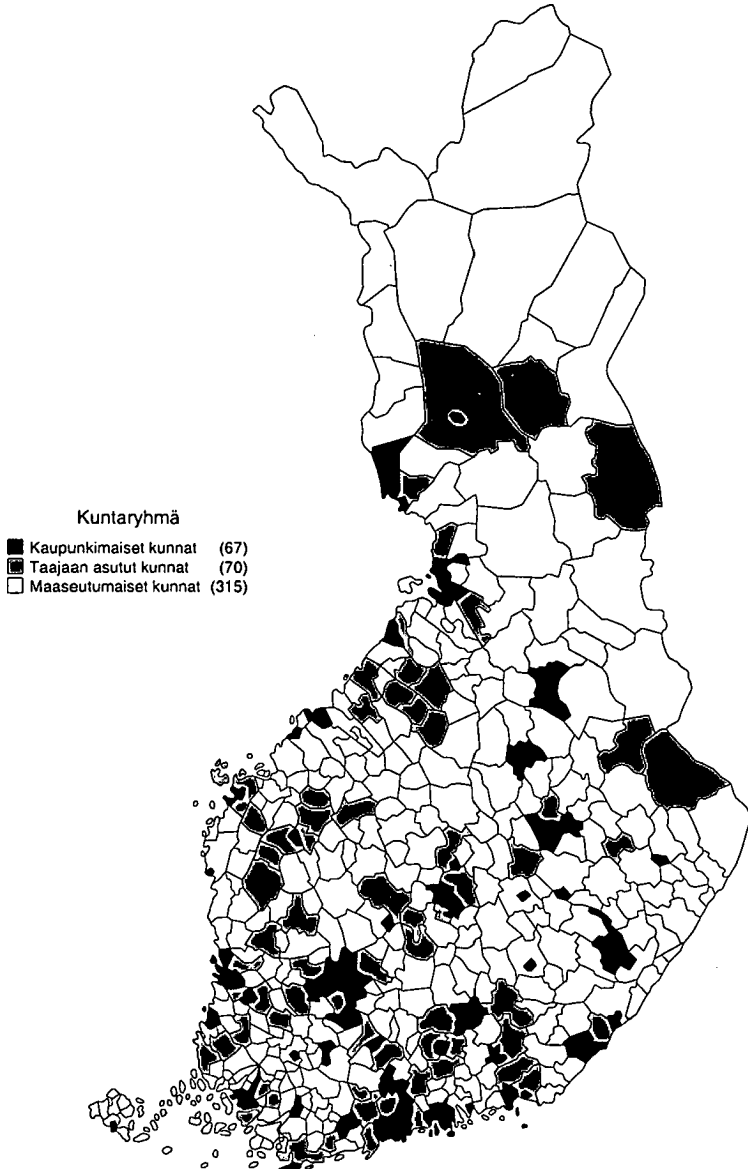 Kuntaryhmä
Kaupunkimaiset kunnat (67)
Taajaan asutut kunnat (70)
Maaseutumaiset kunnat (315)